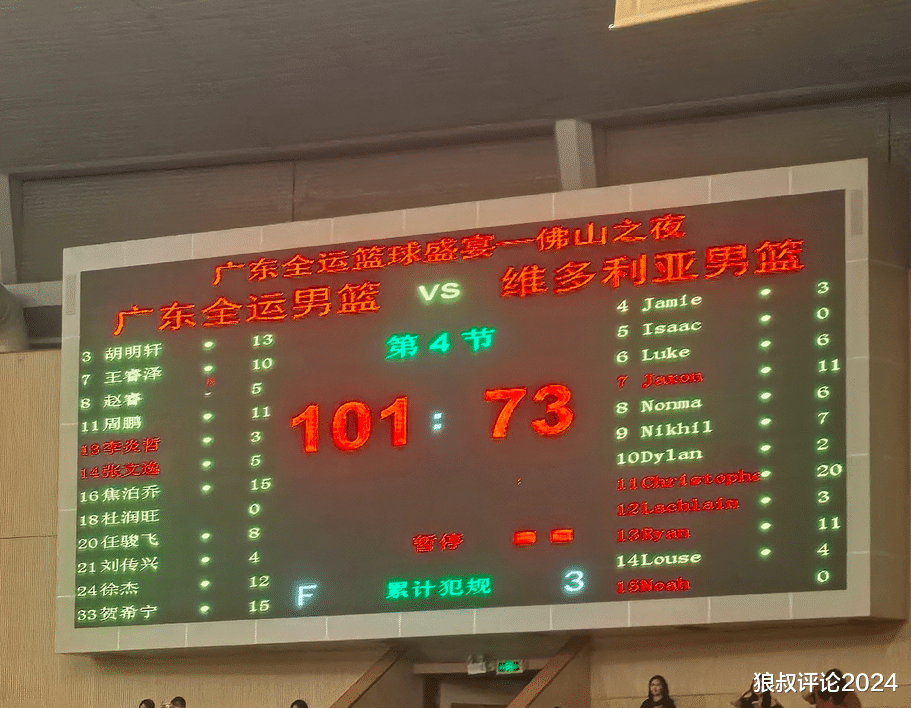 广东全运篮球盛宴—佛山之夜
广东全运男篮 VS 维多利亚男篮
第4节
3 胡明轩 13
7 王睿泽 10
8 赵睿 5
11 周鹏 11
13 李炎哲 3
14 张文逸 5
16 焦泊乔 15
18 杜润旺 0
20 任骏飞 8
21 刘传兴 4
24 徐杰 12
33 贺希宁 15
101 : 73
暂停
F 累计犯规 3
4 Jamie 3
5 Isaac 0
6 Luke 6
7 Jaxon 11
8 Nonma 6
9 Nikhil 7
10 Dylan 2
11 Christopha 20
12 Lachlain 3
13 Ryan 11
14 Louse 4
15 Noah 0
狼叔评论2024